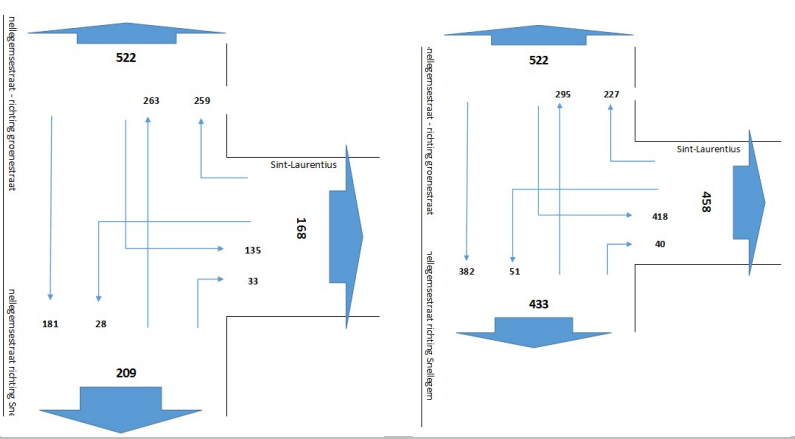 nellegemsestraat - richting groenestraat
522
263 259
Sint-Laurentius
168
135
33
181 28
209
nellegemsestraat richting Sne
nellegemsestraat - richting groenestraat
522
295 227
Sint-Laurentius
458
418
40
382 51
433
nellegemsestraat richting Snellegem